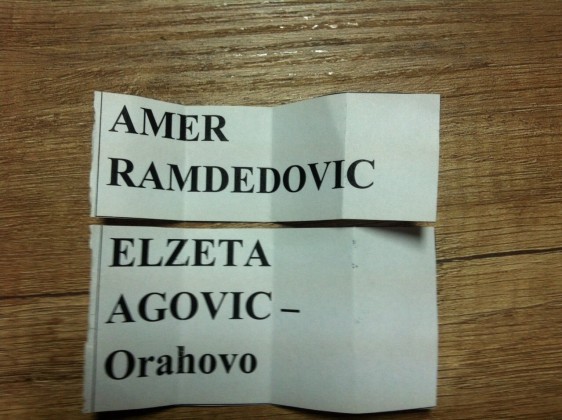 AMER
RAMDEDOVIC
ELZETA
AGOVIC –
Orahovo